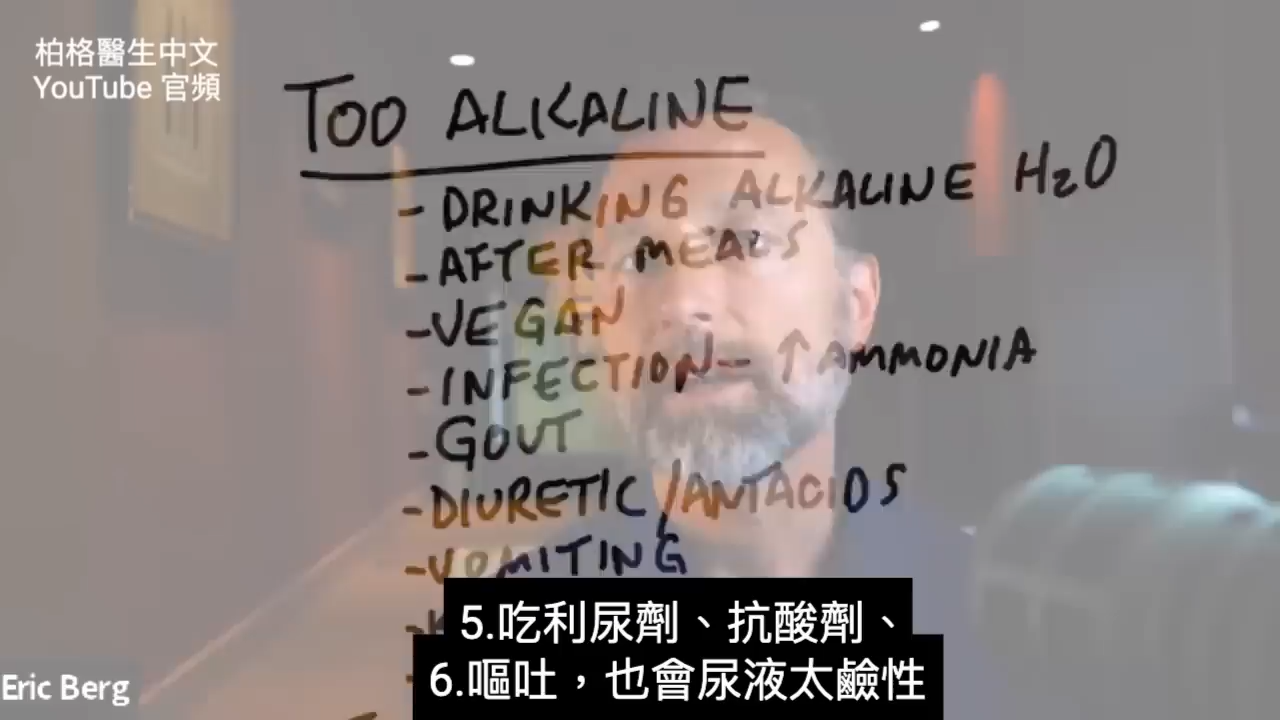 柏格醫生中文
YouTube 官頻
TOO ALKALINE
- DRINKING ALKALINE H₂O
- AFTER MEALS
- VEGAN
- INFECTION - ↑ AMMONIA
- GOUT
- DIURETIC / ANTACIDS
- VOMITING
5.吃利尿劑、抗酸劑、
6.嘔吐，也會尿液太鹼性
Eric Berg